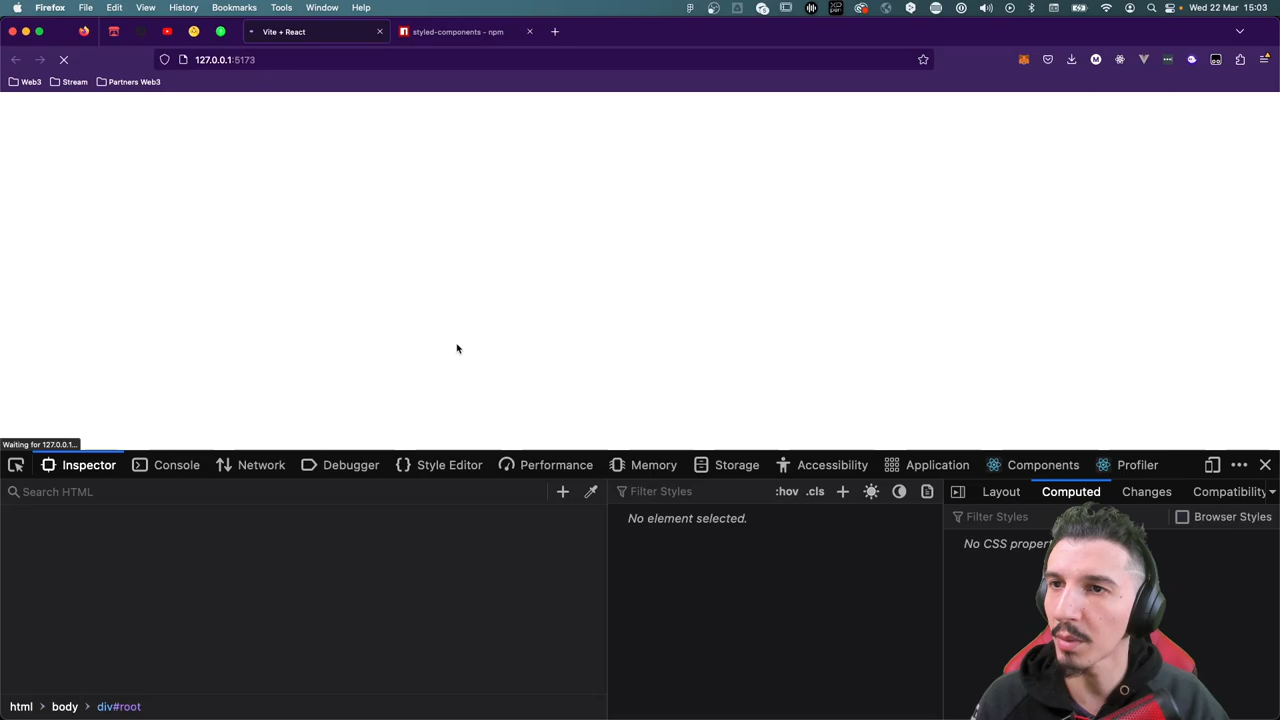 Firefox File Edit View History Bookmarks Tools Window Help Wed 22 Mar 15:03
Vite + React styled-components - npm
127.0.0.1:5173
Web3 Stream Partners Web3
Waiting for 127.0.0.1...
Inspector Console Network Debugger Style Editor Performance Memory Storage Accessibility Application Components Profiler
Search HTML Filter Styles :hov .cls Layout Computed Changes Compatibility
No element selected. Filter Styles Browser Styles
No CSS propert
html body div#root